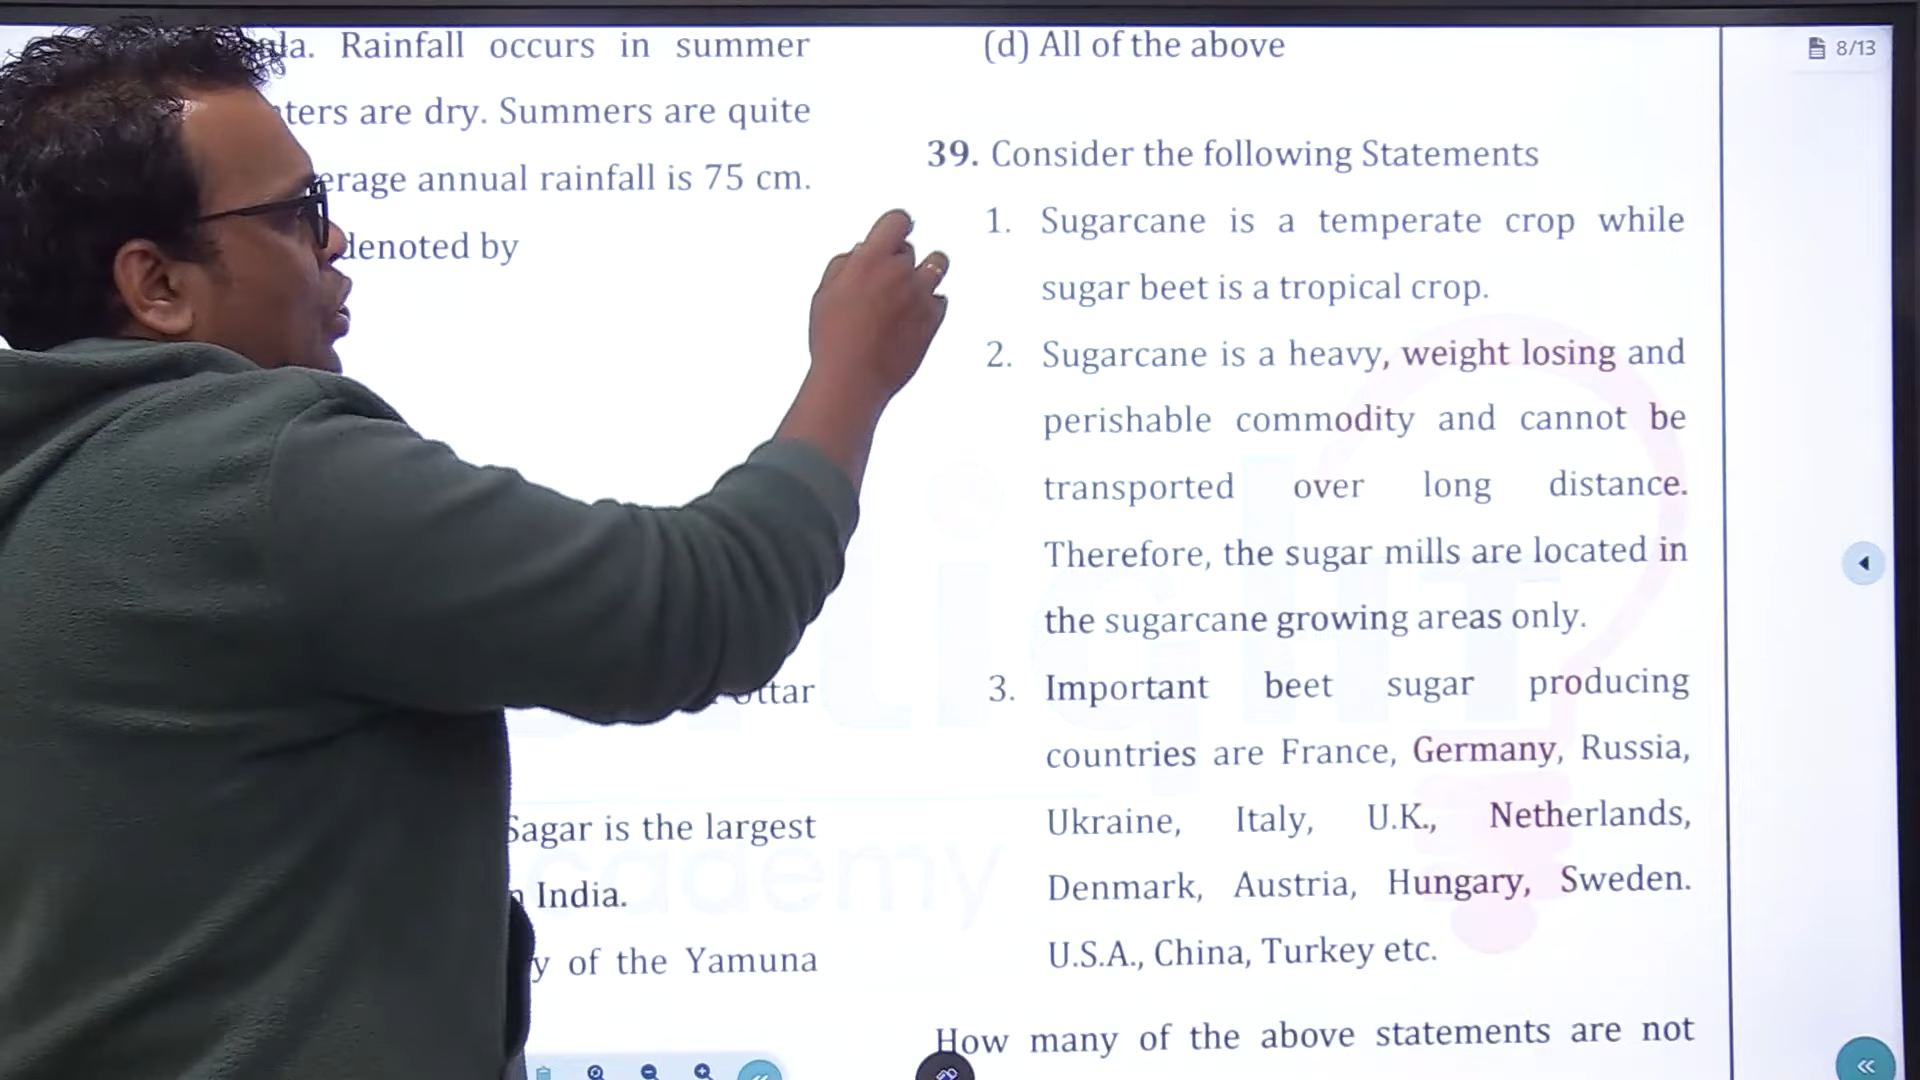 Rainfall occurs in summer
are dry. Summers are quite
annual rainfall is 75 cm.
denoted by
Sagar is the largest
India.
of the Yamuna
(d) All of the above
39. Consider the following Statements
1. Sugarcane is a temperate crop while
sugar beet is a tropical crop.
2. Sugarcane is a heavy, weight losing and
perishable commodity and cannot be
transported over long distance.
Therefore, the sugar mills are located in
the sugarcane growing areas only.
3. Important beet sugar producing
countries are France, Germany, Russia,
Ukraine, Italy, U.K., Netherlands,
Denmark, Austria, Hungary, Sweden.
U.S.A., China, Turkey etc.
How many of the above statements are not
8/13
academy